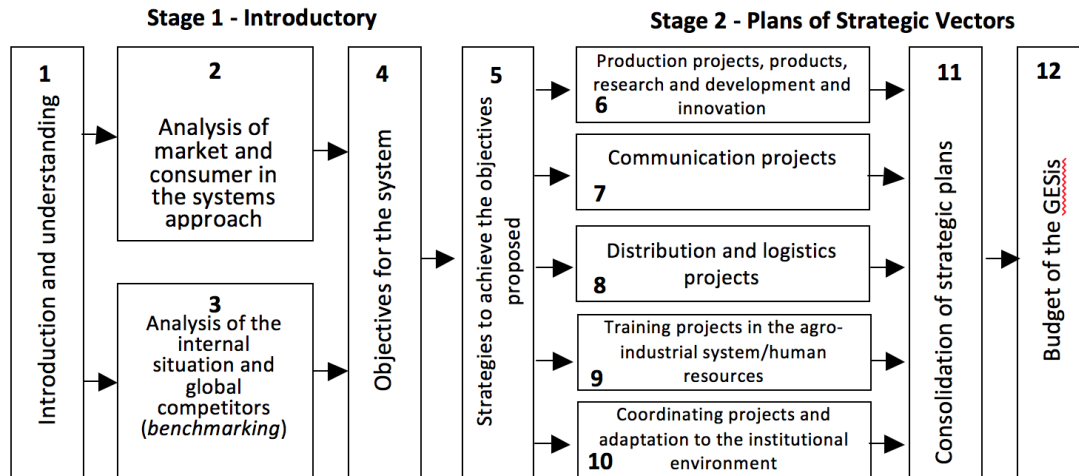 Stage 1 - Introductory
Stage 2 - Plans of Strategic Vectors
1
Introduction and understanding
2
Analysis of
market and
consumer in
the systems
approach
3
Analysis of the
internal
situation and
global
competitors
(benchmarking)
4
Objectives for the system
5
Strategies to achieve the objectives
proposed
Production projects, products,
research and development and
6 innovation
Communication projects
7
Distribution and logistics
8 projects
Training projects in the agro-
industrial system/human
9 resources
Coordinating projects and
adaptation to the institutional
10 environment
11
Consolidation of strategic plans
12
Budget of the GESis